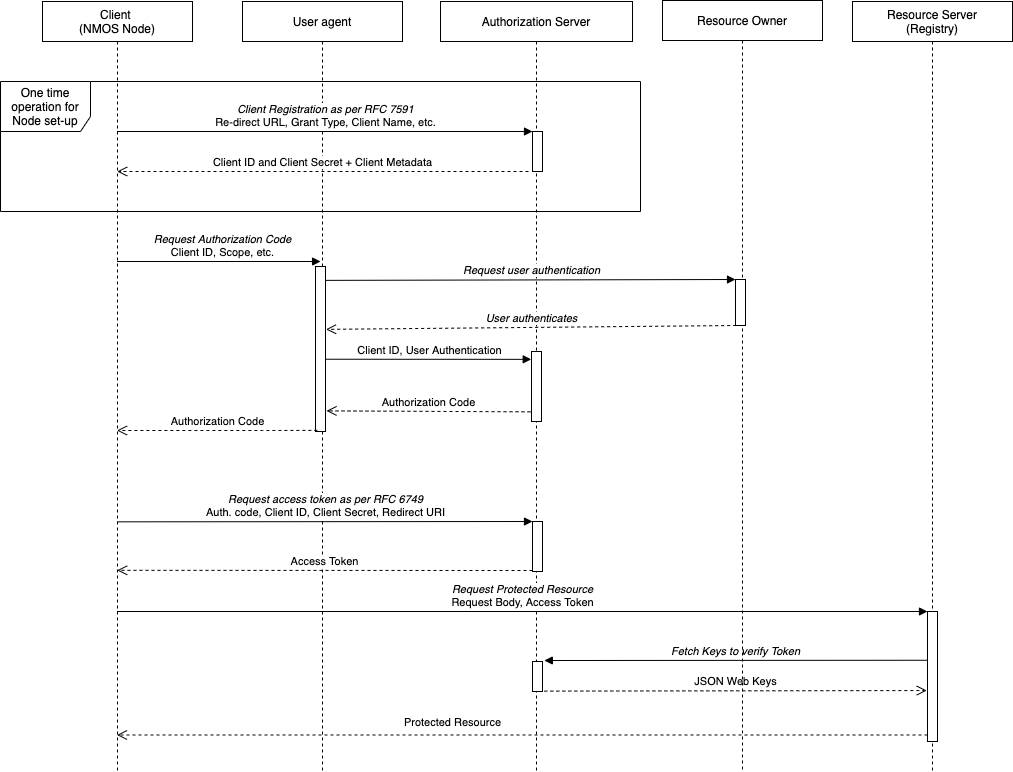 Client
(NMOS Node)
User agent
Authorization Server
Resource Owner
Resource Server
(Registry)
One time
operation for
Node set-up
Client Registration as per RFC 7591
Re-direct URL, Grant Type, Client Name, etc.
Client ID and Client Secret + Client Metadata
Request Authorization Code
Client ID, Scope, etc.
Request user authentication
User authenticates
Client ID, User Authentication
Authorization Code
Authorization Code
Request access token as per RFC 6749
Auth. code, Client ID, Client Secret, Redirect URI
Access Token
Request Protected Resource
Request Body, Access Token
Fetch Keys to verify Token
JSON Web Keys
Protected Resource